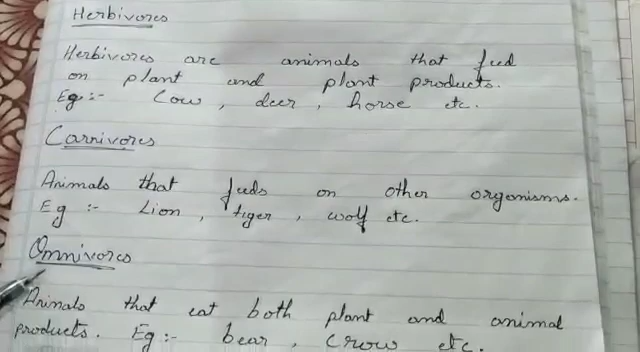 Herbivores
Herbivores are animals that feed
on plant and plant products.
Eg :- Cow , deer , horse etc.
Carnivores
Animals that feeds on other organisms.
Eg :- Lion , tiger , wolf etc.
Omnivores
Animals that eat both plant and animal
products. Eg :- bear , Crow etc.